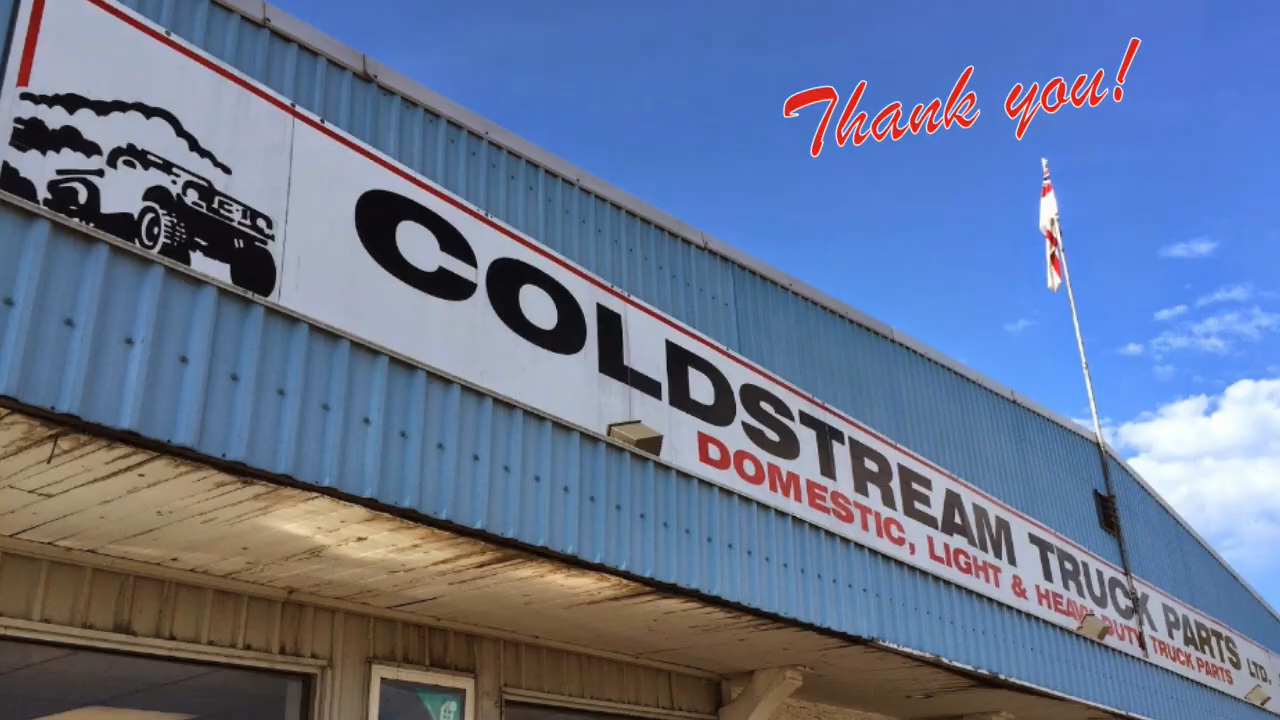 Thank you!
COLDSTREAM TRUCK PARTS LTD.
DOMESTIC, LIGHT & HEAVY DUTY TRUCK PARTS